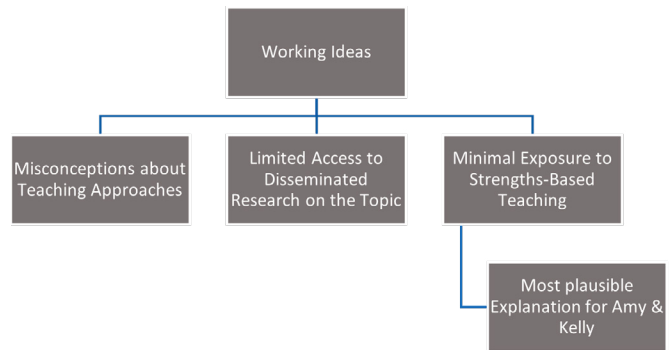 Working Ideas
Misconceptions about
Teaching Approaches
Limited Access to
Disseminated
Research on the Topic
Minimal Exposure to
Strengths-Based
Teaching
Most plausible
Explanation for Amy &
Kelly